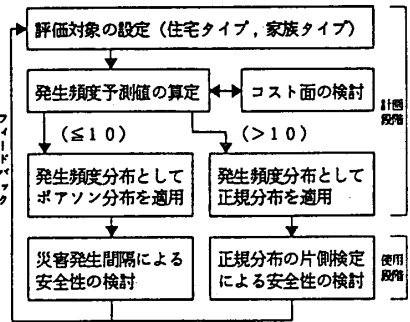 評価対象の設定(住宅タイプ,家族タイプ)
発生頻度予測値の算定
コスト面の検討
(≦10)
(>10)
発生頻度分布として
ポアソン分布を適用
発生頻度分布として
正規分布を適用
災害発生間隔による
安全性の検討
正規分布の片側検定
による安全性の検討
フィードバック
計画
段階
使用
段階